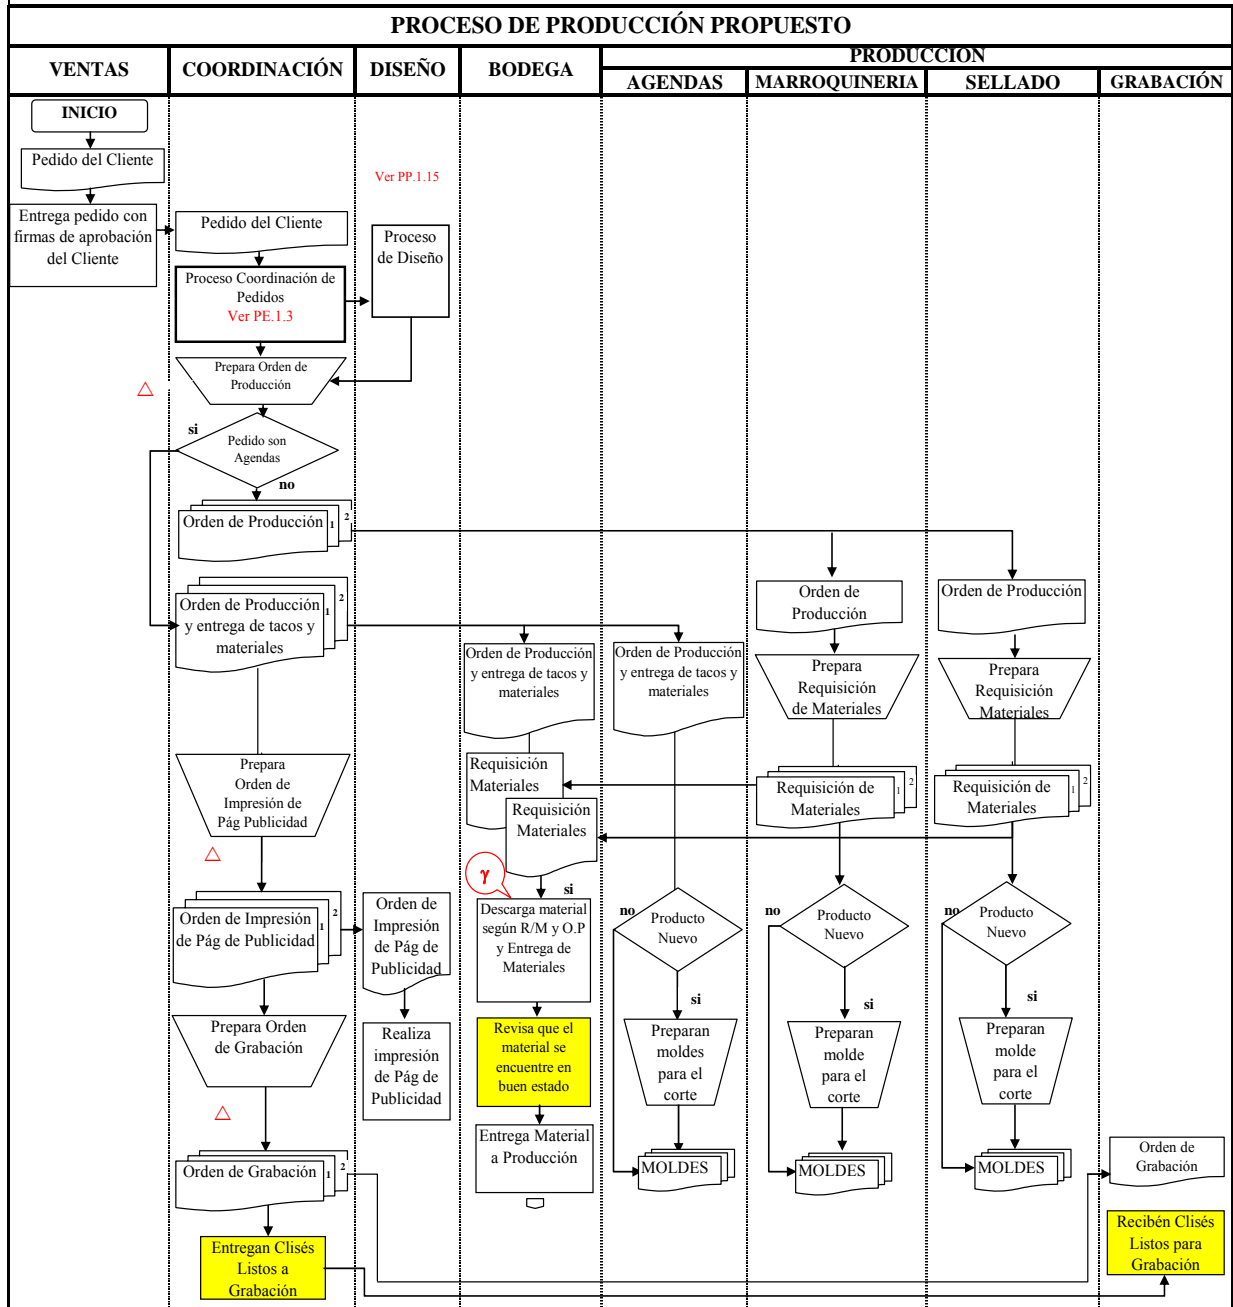 PROCESO DE PRODUCCIÓN PROPUESTO
VENTAS
COORDINACIÓN
DISEÑO
BODEGA
PRODUCCION
AGENDAS
MARROQUINERIA
SELLADO
GRABACIÓN
INICIO
Pedido del Cliente
Entrega pedido con
firmas de aprobación
del Cliente
Pedido del Cliente
Proceso Coordinación de
Pedidos
Ver PE.1.3
Ver PP.1.15
Proceso
de Diseño
Prepara Orden de
Producción
si
Pedido son
Agendas
no
Orden de Producción
1
2
Orden de Producción
y entrega de tacos y
materiales
1
2
Orden de Producción
y entrega de tacos y
materiales
Orden de Producción
y entrega de tacos y
materiales
Orden de
Producción
Orden de Producción
Prepara
Requisición
de Materiales
Prepara
Requisición
Materiales
Prepara
Orden de
Impresión de
Pág Publicidad
Requisición
Materiales
Requisición
Materiales
Requisición de
Materiales
1
2
Requisición de
Materiales
1
2
γ
si
Orden de Impresión
de Pág de Publicidad
1
2
Orden de
Impresión
de Pág de
Publicidad
Descarga material
según R/M y O.P
y Entrega de
Materiales
no
Producto
Nuevo
no
Producto
Nuevo
no
Producto
Nuevo
si
si
si
Prepara Orden
de Grabación
Realiza
impresión
de Pág de
Publicidad
Revisa que el
material se
encuentre en
buen estado
Preparan
moldes
para el
corte
Preparan
molde
para el
corte
Preparan
molde
para el
corte
Entrega Material
a Producción
Orden de Grabación
1
2
MOLDES
MOLDES
MOLDES
Orden de
Grabación
Entregan Clisés
Listos a
Grabación
Recibén Clisés
Listos para
Grabación